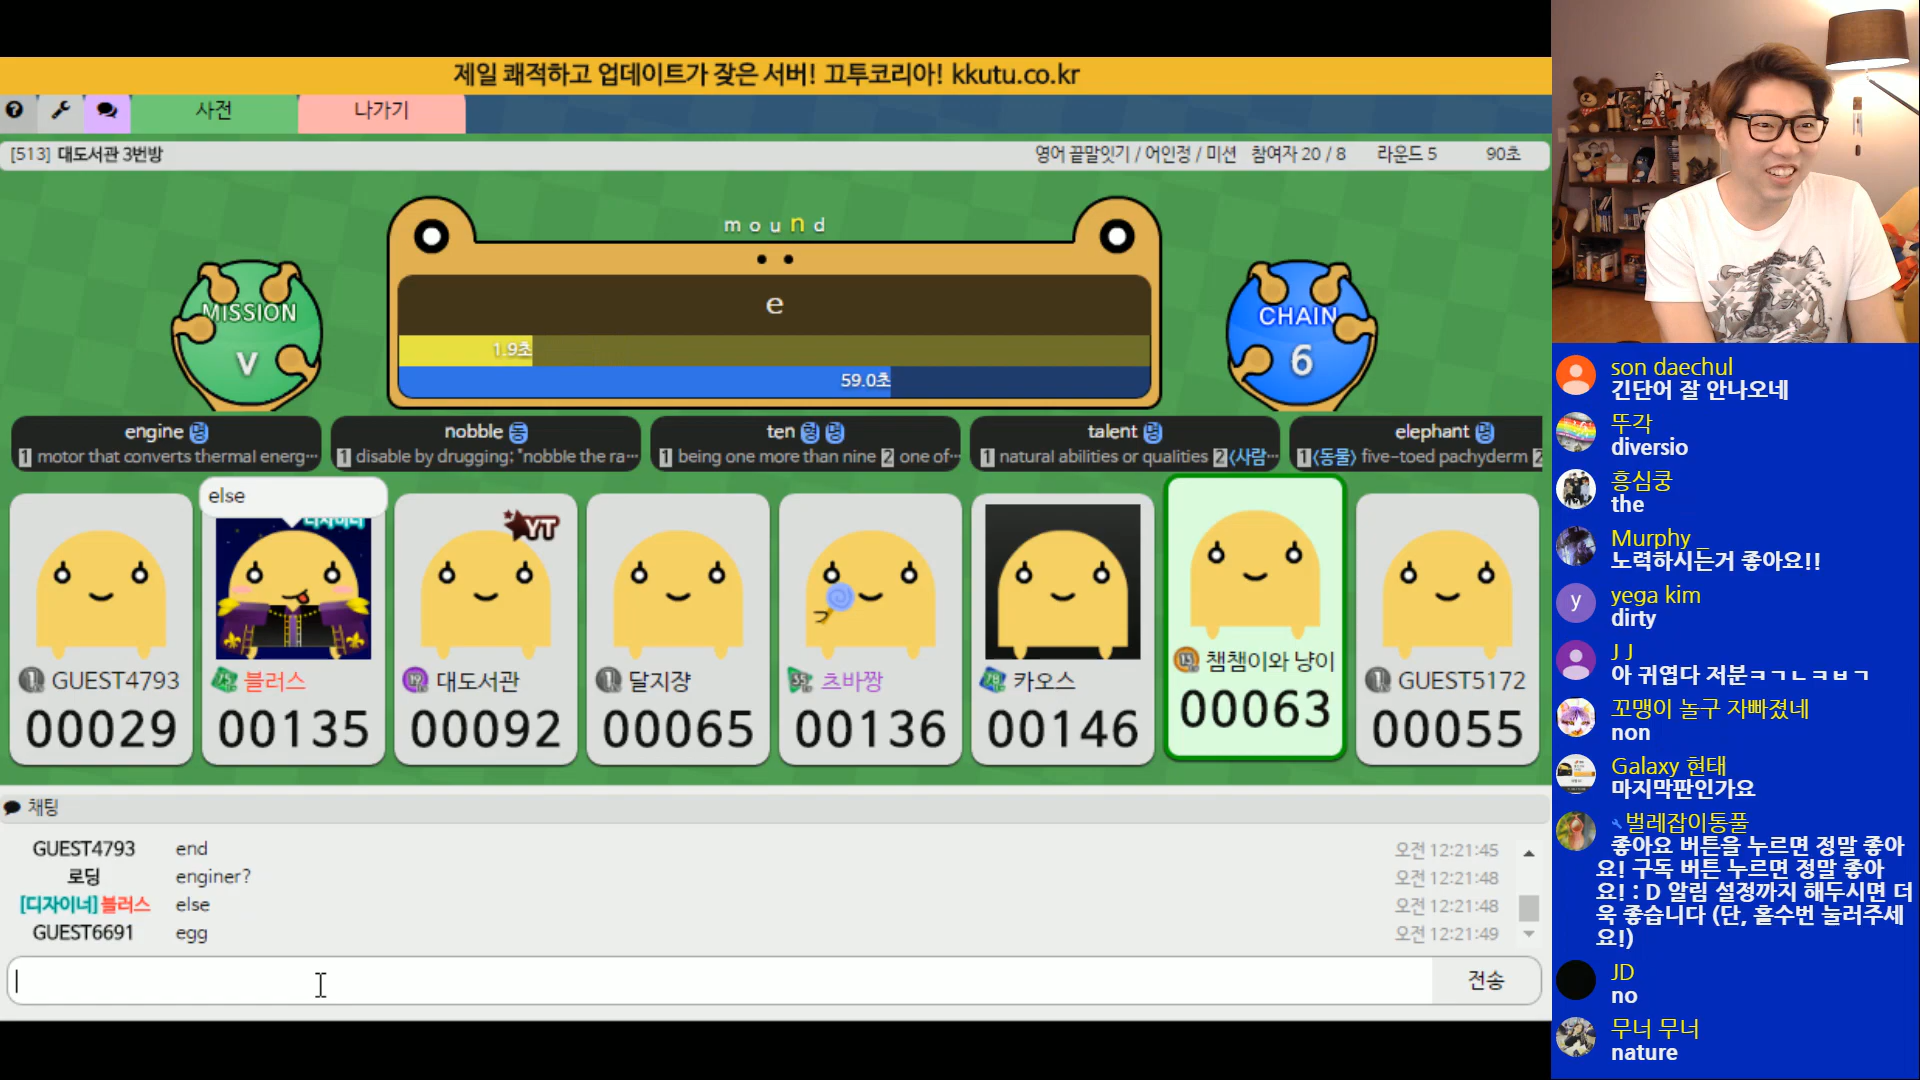 제일 쾌적하고 업데이트가 잦은 서버! 끄투코리아! kkutu.co.kr
사전
나가기
[513] 대도서관 3번방
영어 끝말잇기 / 어인정 / 미션 참여자 20 / 8 라운드 5 90초
mound
MISSION
v
e
1.9초
59.0초
CHAIN
6
engine 명
1 motor that converts thermal energ…
nobble 동
1 disable by drugging; "nobble the ra…
ten 형 명
1 being one more than nine 2 one of…
talent 명
1 natural abilities or qualities 2 <사람…
elephant 명
1 <동물> five-toed pachyderm 2
else
디자이너
YT
GUEST4793
00029
블러스
00135
대도서관
00092
달지쟝
00065
츠바짱
00136
카오스
00146
챔챔이와 냥이
00063
GUEST5172
00055
채팅
GUEST4793 end 오전 12:21:45
로딩 enginer? 오전 12:21:48
[디자이너]블러스 else 오전 12:21:48
GUEST6691 egg 오전 12:21:49
전송
son daechul
긴단어 잘 안나오네
뚜각
diversio
흥심쿵
the
Murphy _
노력하시든거 좋아요!!
y
yega kim
dirty
J J
아 귀엽다 저분ㅋㄱㄴㅋㅂㄱ
꼬맹이 놀구 자빠졌네
non
Galaxy 현태
마지막판인가요
벌레잡이통풀
좋아요 버튼을 누르면 정말 좋아
요! 구독 버튼 누르면 정말 좋아
요! : D 알림 설정까지 해두시면 더
욱 좋습니다 (단, 홀수번 눌러주세
요!)
JD
no
무너 무너
nature